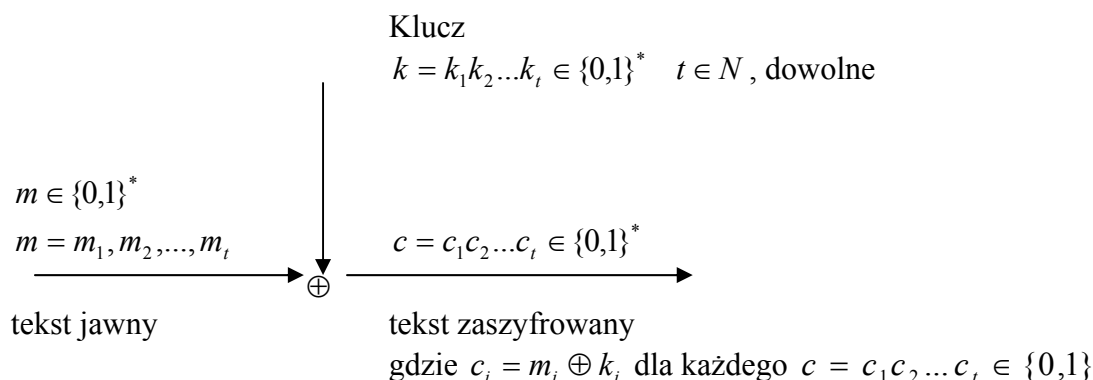 Klucz
k = k₁k₂...kₜ ∈ {0,1}* t ∈ N , dowolne
m ∈ {0,1}*
m = m₁, m₂,..., mₜ
c = c₁c₂...cₜ ∈ {0,1}*
⊕
tekst jawny
tekst zaszyfrowany
gdzie cᵢ = mᵢ ⊕ kᵢ dla każdego c = c₁c₂...cₜ ∈ {0,1}